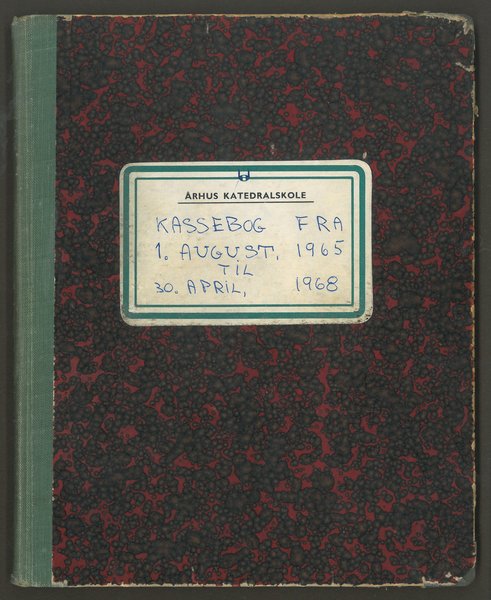 ÅRHUS KATEDRALSKOLE
KASSEBOG FRA
1. AUGUST, 1965
TIL
30. APRIL, 1968